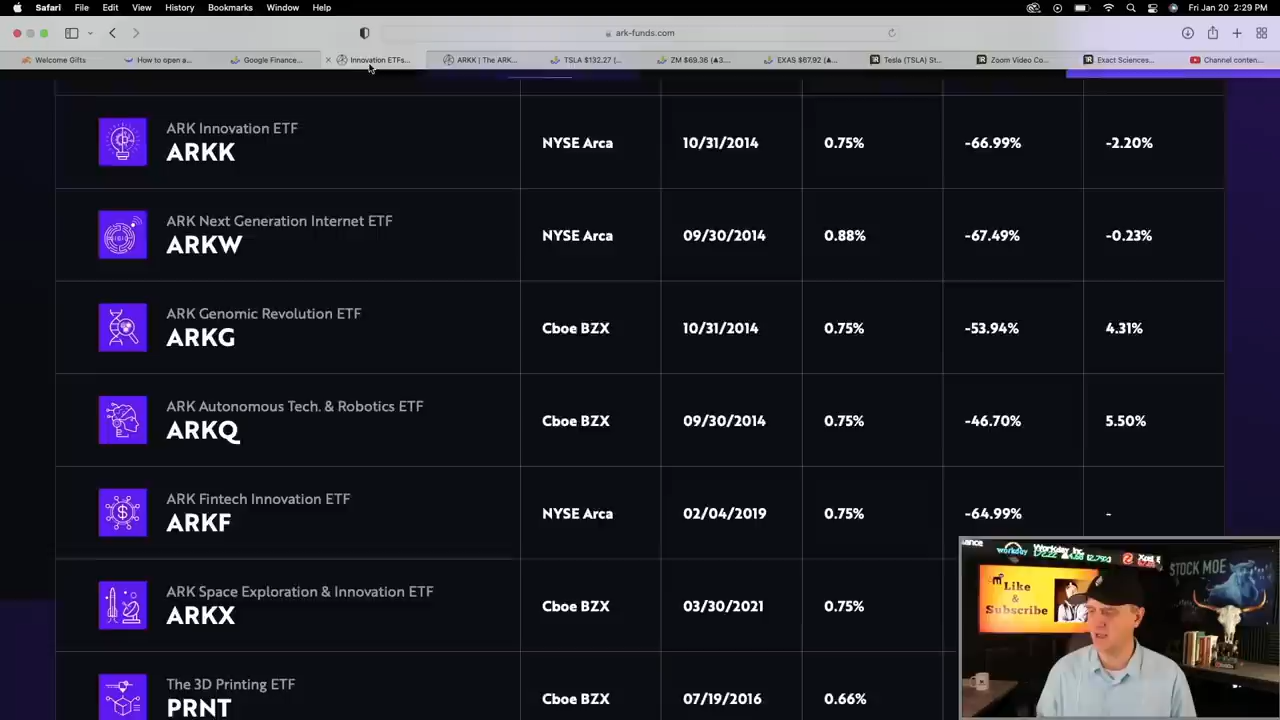 Safari File Edit View History Bookmarks Window Help Fri Jan 20 2:29 PM
ark-funds.com
Welcome Gifts How to open a... Google Finance... Innovation ETFs... ARKK | The ARK... TSLA $132.27 (... ZM $69.36 (▲3... EXAS $67.92 (▲... Tesla (TSLA) St... Zoom Video Co... Exact Sciences... Channel conten...
ARK Innovation ETF
ARKK NYSE Arca 10/31/2014 0.75% -66.99% -2.20%
ARK Next Generation Internet ETF
ARKW NYSE Arca 09/30/2014 0.88% -67.49% -0.23%
ARK Genomic Revolution ETF
ARKG Cboe BZX 10/31/2014 0.75% -53.94% 4.31%
ARK Autonomous Tech. & Robotics ETF
ARKQ Cboe BZX 09/30/2014 0.75% -46.70% 5.50%
ARK Fintech Innovation ETF
ARKF NYSE Arca 02/04/2019 0.75% -64.99% -
ARK Space Exploration & Innovation ETF
ARKX Cboe BZX 03/30/2021 0.75%
The 3D Printing ETF
PRNT Cboe BZX 07/19/2016 0.66%
workday Workday Inc
STOCK MOE
Like
&
Subscribe